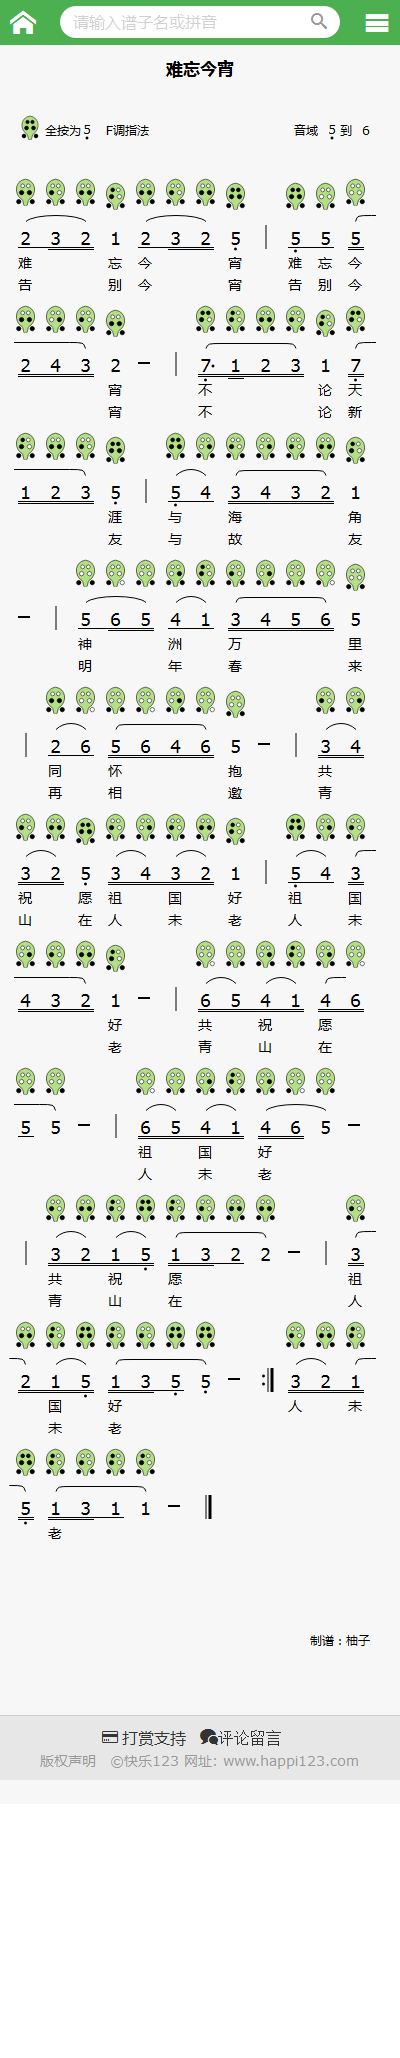 请输入谱子名或拼音
难忘今宵
全按为5 F调指法 音域 5到 6
2 3 2 1 2 3 2 5 | 5 5 5
难 忘 今 宵 难 忘 今
告 别 今 宵 告 别 今
2 4 3 2 – | 7· 1 2 3 1 7
宵 不 论 天
宵 不 论 新
1 2 3 5 | 5 4 3 4 3 2 1
涯 与 海 角
友 与 故 友
– | 5 6 5 4 1 3 4 5 6 5
神 洲 万 里
明 年 春 来
| 2 6 5 6 4 6 5 – | 3 4
同 怀 抱 共
再 相 邀 青
3 2 5 3 4 3 2 1 | 5 4 3
祝 愿 祖 国 好 祖 国
山 在 人 未 老 人 未
4 3 2 1 – | 6 5 4 1 4 6
好 共 祝 愿
老 青 山 在
5 5 – | 6 5 4 1 4 6 5 –
祖 国 好
人 未 老
| 3 2 1 5 1 3 2 2 – | 3
共 祝 愿 祖
青 山 在 人
2 1 5 1 3 5 5 – :| 3 2 1
国 好 人 未
未 老
5 1 3 1 1 – ||
老
制谱：柚子
打赏支持 评论留言
版权声明 ©快乐123 网址: www.happi123.com